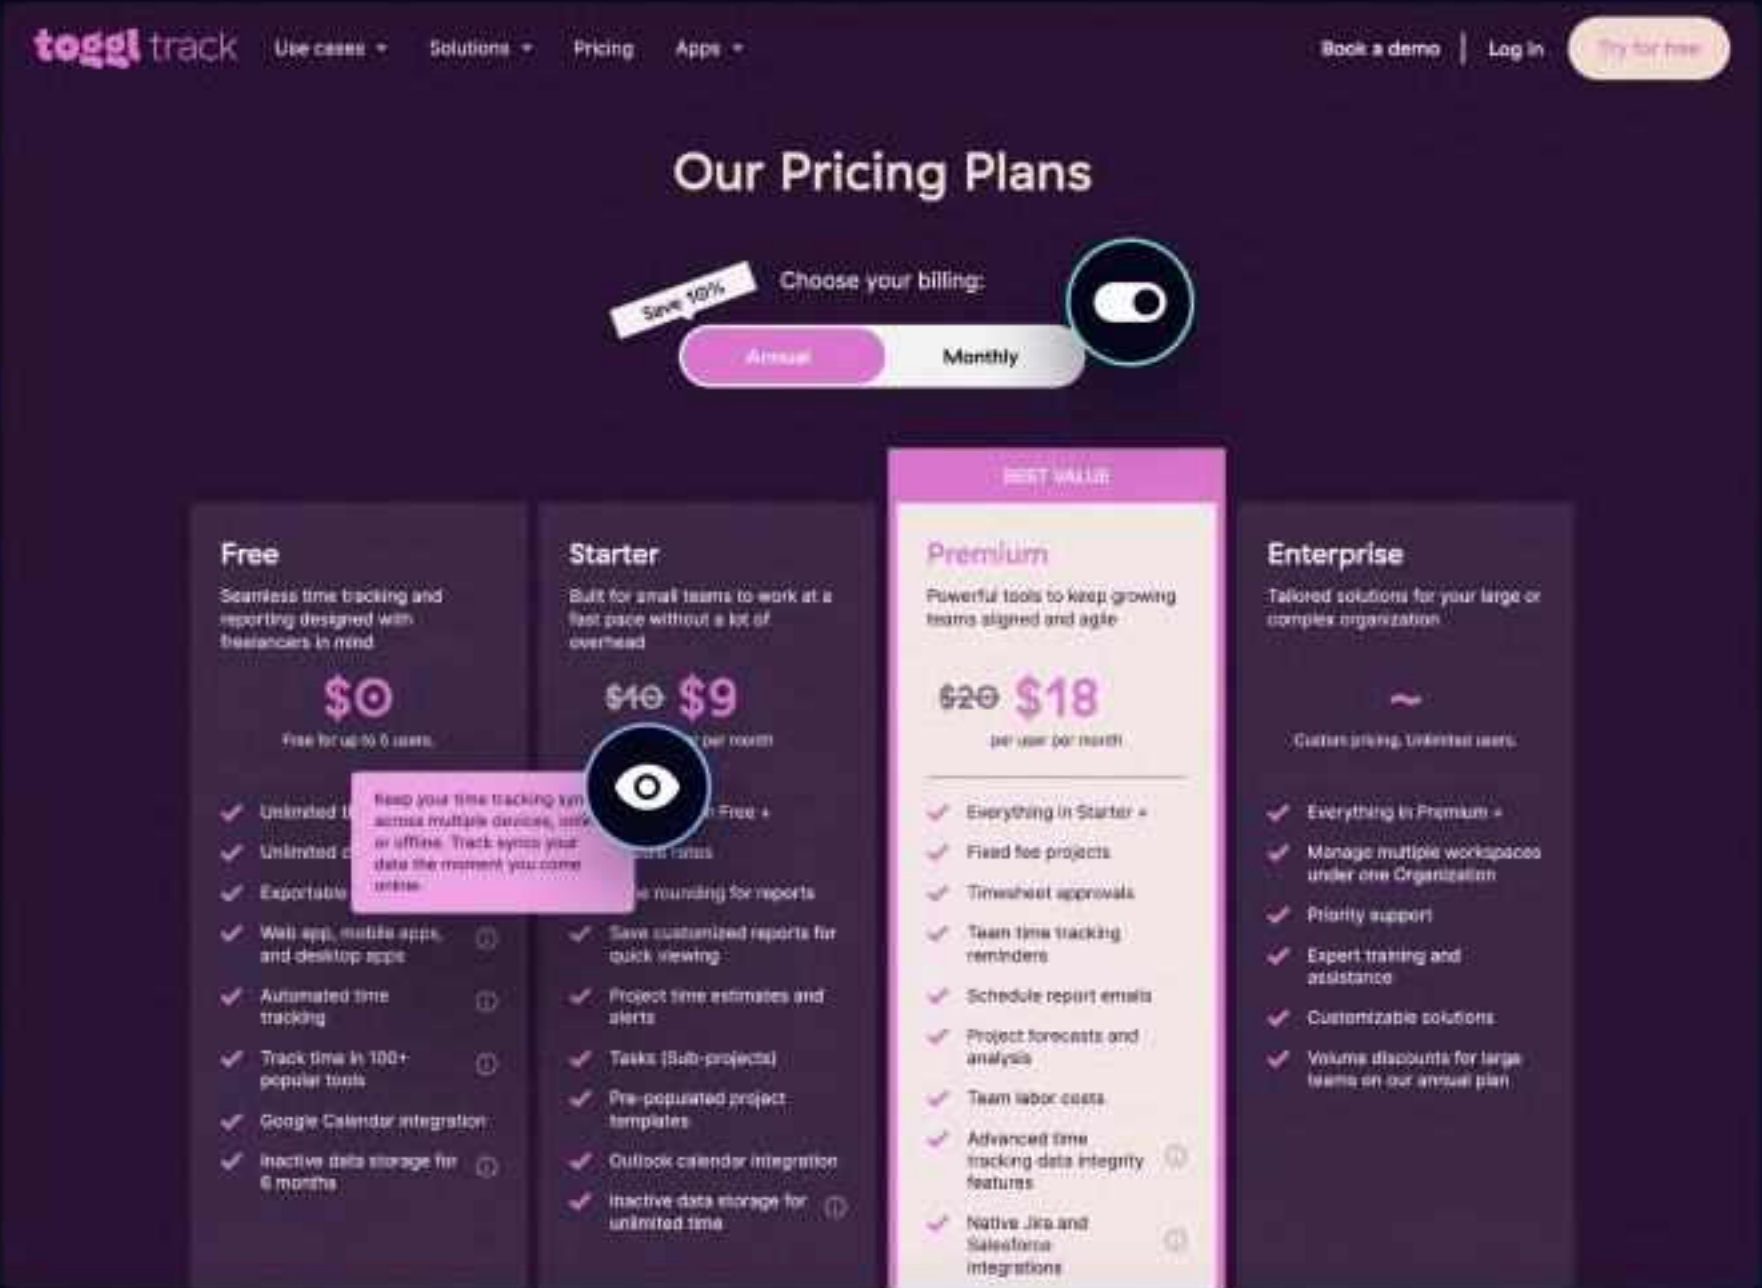 toggl track
Use cases
Solutions
Pricing
Apps
Book a demo
Log in
Try for free
Our Pricing Plans
Save 10%
Choose your billing:
Annual
Monthly
BEST VALUE
Free
Seamless time tracking and
reporting designed with
freelancers in mind
$0
Free for up to 5 users.
Unlimited
Unlimited
Exportable
Web app, mobile apps,
and desktop apps
Automated time
tracking
Track time in 100+
popular tools
Google Calendar integration
Inactive data storage for
6 months
Keep your time tracking
across multiple devices,
or offline. Track syncs your
data the moment you come
online.
Starter
Built for small teams to work at a
fast pace without a lot of
overhead
$10 $9
per month
Free +
rounding for reports
Save customized reports for
quick viewing
Project time estimates and
alerts
Tasks (Sub-projects)
Pre-populated project
templates
Outlook calendar integration
Inactive data storage for
unlimited time
Premium
Powerful tools to keep growing
teams aligned and agile
$20 $18
per user per month
Everything in Starter +
Fixed fee projects
Timesheet approvals
Team time tracking
reminders
Schedule report emails
Project forecasts and
analysis
Team labor costs
Advanced time
tracking data integrity
features
Native Jira and
Salesforce
integrations
Enterprise
Tailored solutions for your large or
complex organization
~
Custom pricing. Unlimited users.
Everything in Premium +
Manage multiple workspaces
under one Organization
Priority support
Expert training and
assistance
Customizable solutions
Volume discounts for large
teams on our annual plan